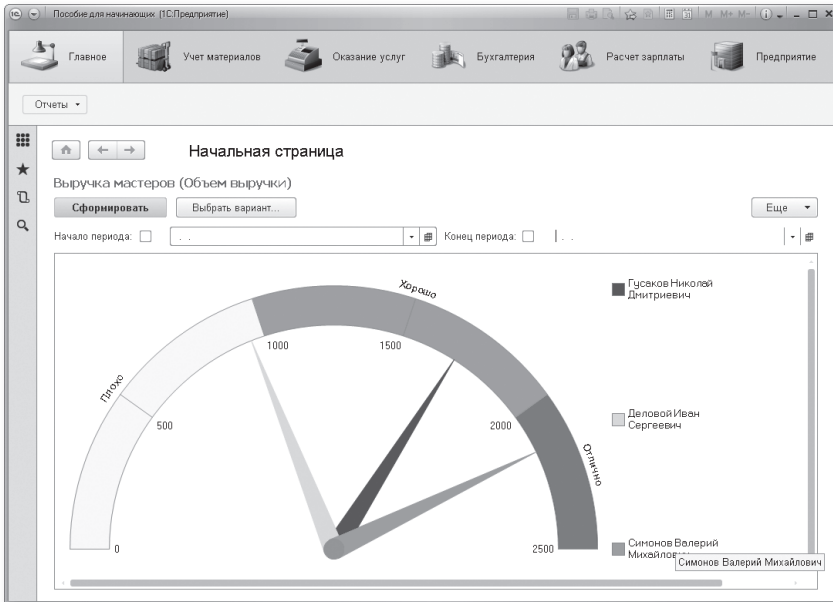 Пособие для начинающих (1С:Предприятие)
M M+ M-
Главное
Учет материалов
Оказание услуг
Бухгалтерия
Расчет зарплаты
Предприятие
Отчеты
Начальная страница
Выручка мастеров (Объем выручки)
Сформировать
Выбрать вариант...
Еще
Начало периода:
. .
Конец периода:
. .
Плохо
Хорошо
Отлично
0
500
1000
1500
2000
2500
Гусаков Николай
Дмитриевич
Деловой Иван
Сергеевич
Симонов Валерий
Михайлович
Симонов Валерий Михайлович